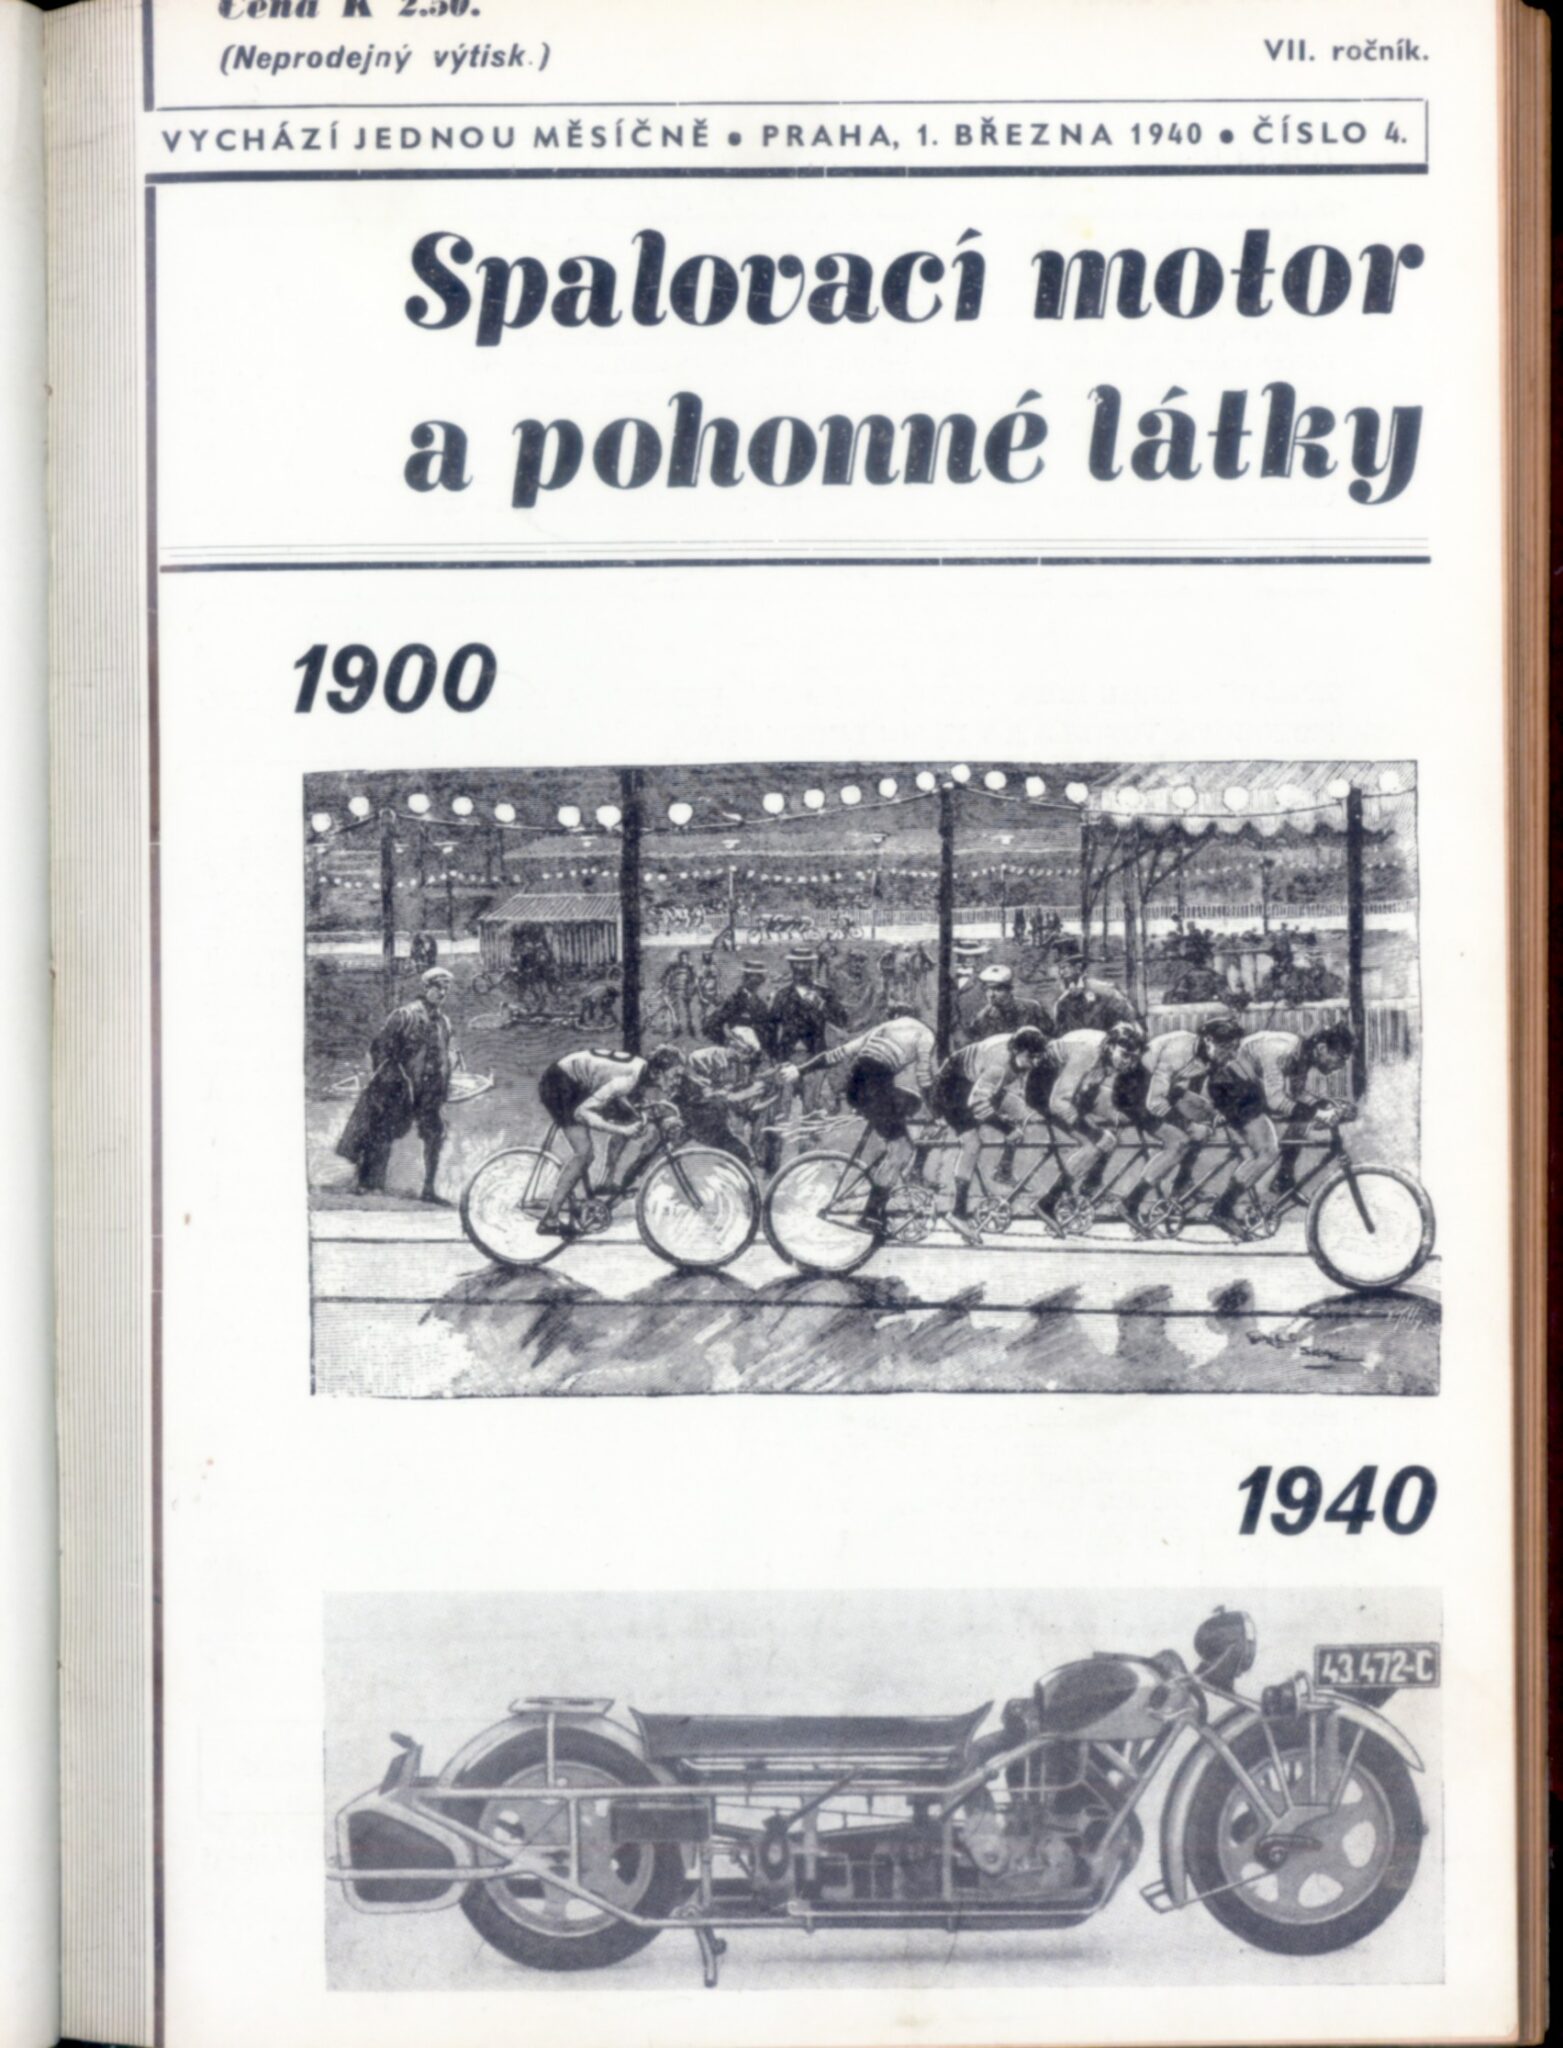 Cena K 2.50.
(Neprodejný výtisk.)
VII. ročník.
VYCHÁZÍ JEDNOU MĚSÍČNĚ • PRAHA, 1. BŘEZNA 1940 • ČÍSLO 4.
Spalovací motor
a pohonné látky
1900
1940
43.472-C